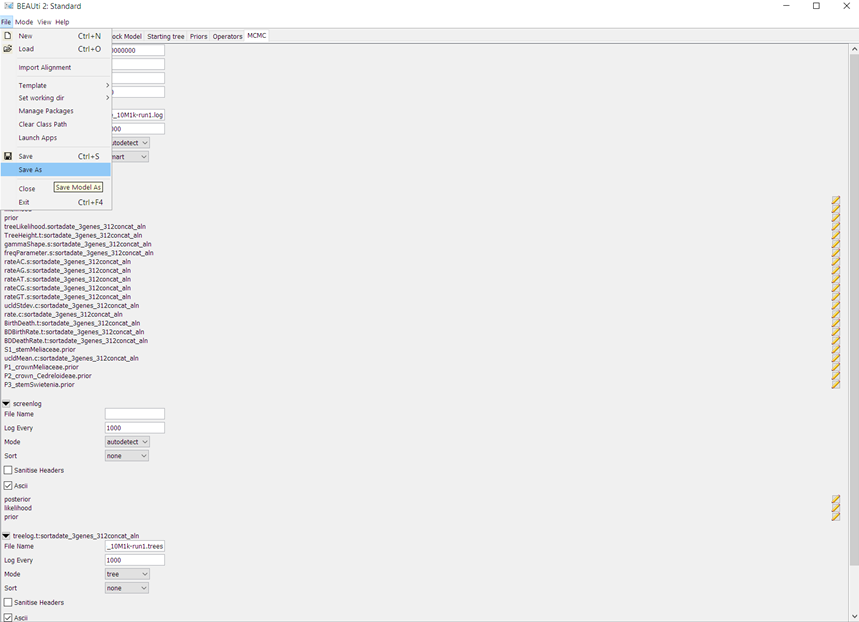 BEAUti 2: Standard
File Mode View Help
New Ctrl+N
Load Ctrl+O
Import Alignment
Template
Set working dir
Manage Packages
Clear Class Path
Launch Apps
Save Ctrl+S
Save As
Close
Save Model As
Exit Ctrl+F4
ock Model Starting tree Priors Operators MCMC
0000000
_10M1k-run1.log
000
utodetect
mart
prior
treeLikelihood.sortadate_3genes_312concat_aln
TreeHeight.t:sortadate_3genes_312concat_aln
gammaShape.s:sortadate_3genes_312concat_aln
freqParameter.s:sortadate_3genes_312concat_aln
rateAC.s:sortadate_3genes_312concat_aln
rateAG.s:sortadate_3genes_312concat_aln
rateAT.s:sortadate_3genes_312concat_aln
rateCG.s:sortadate_3genes_312concat_aln
rateGT.s:sortadate_3genes_312concat_aln
ucldStdev.c:sortadate_3genes_312concat_aln
rate.c:sortadate_3genes_312concat_aln
BirthDeath.t:sortadate_3genes_312concat_aln
BDBirthRate.t:sortadate_3genes_312concat_aln
BDDeathRate.t:sortadate_3genes_312concat_aln
S1_stemMeliaceae.prior
ucldMean.c:sortadate_3genes_312concat_aln
P1_crownMeliaceae.prior
P2_crown_Cedreloideae.prior
P3_stemSwietenia.prior
screenlog
File Name
Log Every 1000
Mode autodetect
Sort none
Sanitise Headers
Ascii
posterior
likelihood
prior
treelog.t:sortadate_3genes_312concat_aln
File Name _10M1k-run1.trees
Log Every 1000
Mode tree
Sort none
Sanitise Headers
Ascii